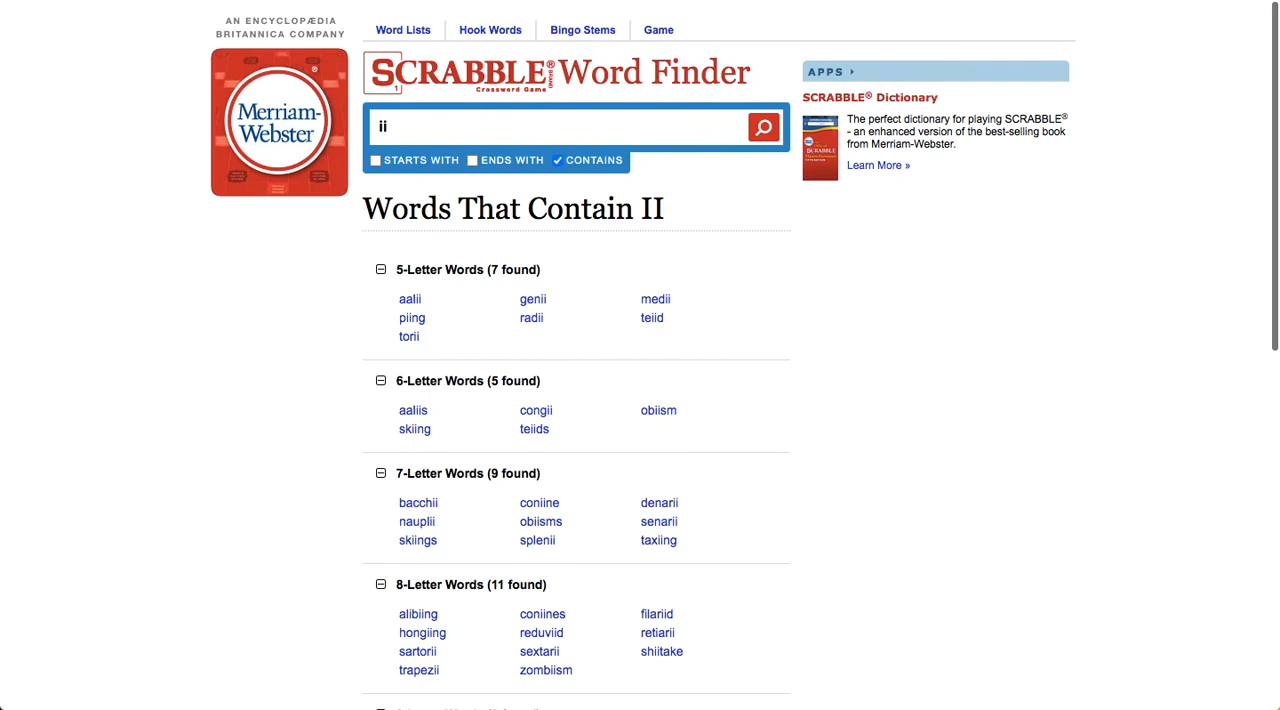 AN ENCYCLOPÆDIA
BRITANNICA COMPANY
Merriam-
Webster
®
Word Lists
Hook Words
Bingo Stems
Game
SCRABBLE® BRAND
1
Crossword Game
Word Finder
ii
STARTS WITH
ENDS WITH
CONTAINS
APPS
SCRABBLE® Dictionary
The perfect dictionary for playing SCRABBLE®
- an enhanced version of the best-selling book
from Merriam-Webster.
Learn More »
Words That Contain II
5-Letter Words (7 found)
aalii genii medii
piing radii teiid
torii
6-Letter Words (5 found)
aaliis congii obiism
skiing teiids
7-Letter Words (9 found)
bacchii coniine denarii
nauplii obiisms senarii
skiings splenii taxiing
8-Letter Words (11 found)
alibiing coniines filariid
hongiing reduviid retiarii
sartorii sextarii shiitake
trapezii zombiism